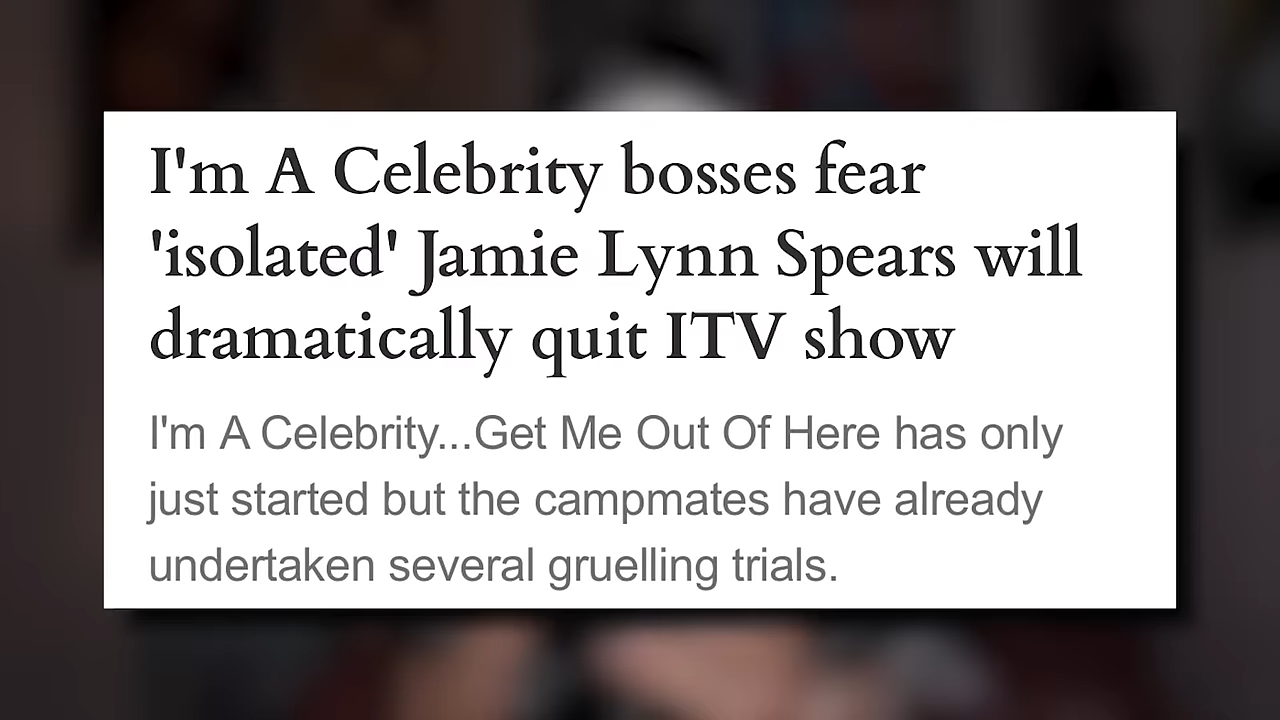 I'm A Celebrity bosses fear
'isolated' Jamie Lynn Spears will
dramatically quit ITV show
I'm A Celebrity...Get Me Out Of Here has only
just started but the campmates have already
undertaken several gruelling trials.